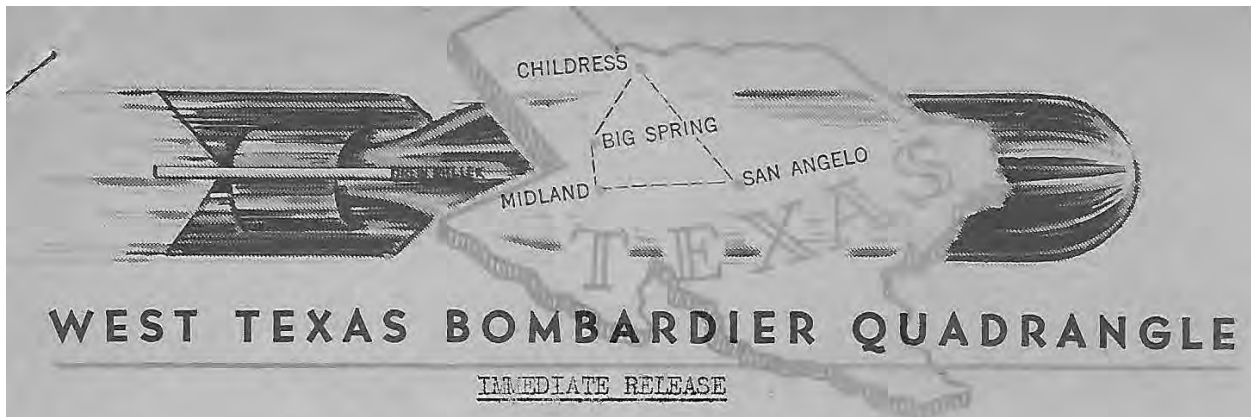 CHILDRESS
BIG SPRING
SAN ANGELO
MIDLAND
TEXAS
WEST TEXAS BOMBARDIER QUADRANGLE
IMMEDIATE RELEASE